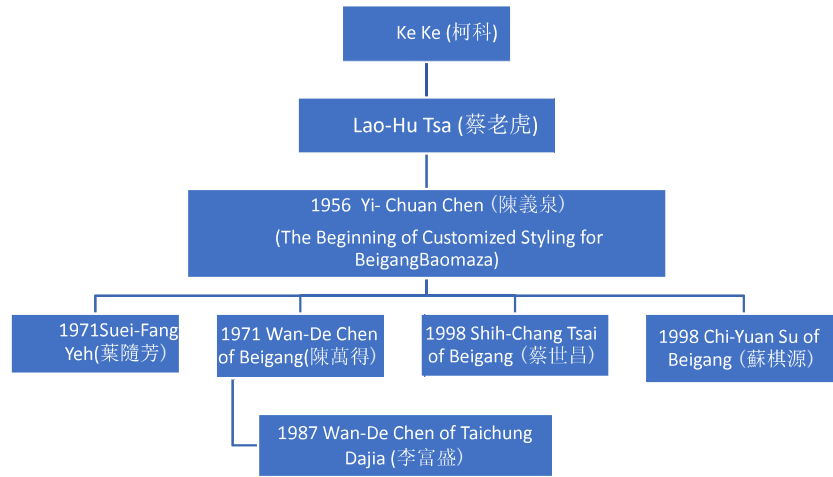 Ke Ke (柯科)
Lao-Hu Tsa (蔡老虎)
1956 Yi- Chuan Chen（陳義泉）
(The Beginning of Customized Styling for
BeigangBaomaza)
1971Suei-Fang
Yeh(葉隨芳)
1971 Wan-De Chen
of Beigang(陳萬得)
1998 Shih-Chang Tsai
of Beigang（蔡世昌）
1998 Chi-Yuan Su of
Beigang（蘇棋源）
1987 Wan-De Chen of Taichung
Dajia (李富盛）